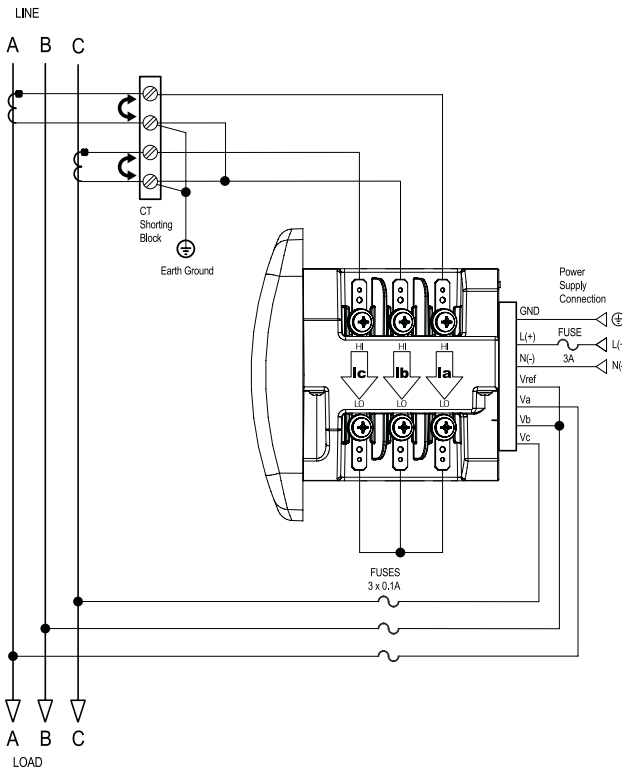 LINE
A B C
CT
Shorting
Block
Earth Ground
Power
Supply
Connection
GND
L(+)
FUSE
3A
L(+
N(-)
N(-
Vref
Va
Vb
Vc
HI HI HI
Ic Ib Ia
LO LO LO
FUSES
3 x 0.1A
A B C
LOAD